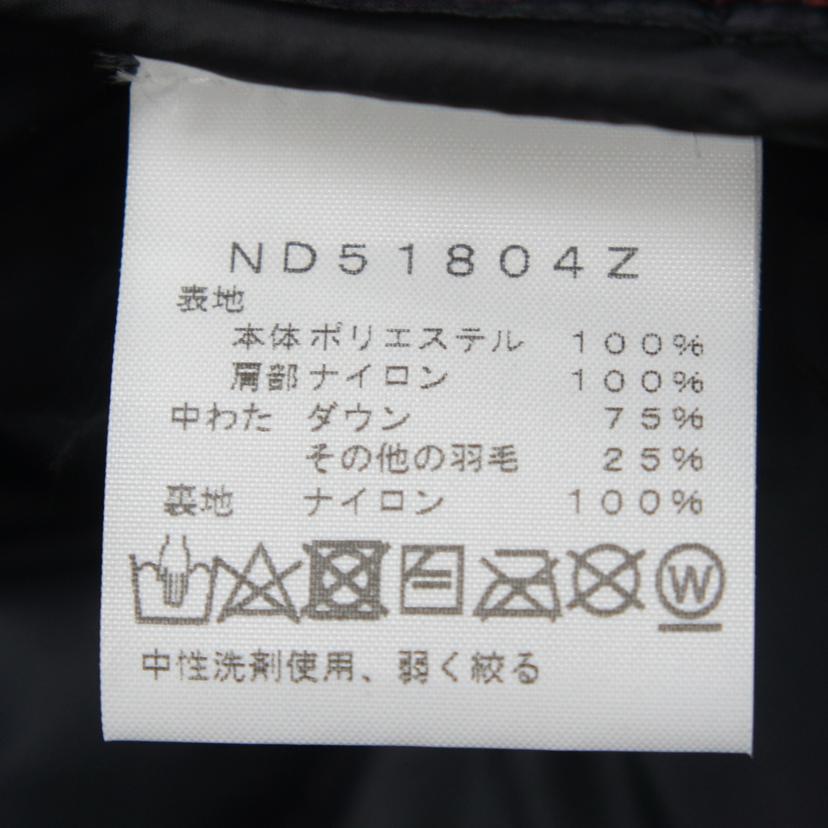 ND51804Z
表地
本体 ポリエステル 100%
肩部 ナイロン 100%
中わた ダウン 75%
その他の羽毛 25%
裏地 ナイロン 100%
W
中性洗剤使用、弱く絞る